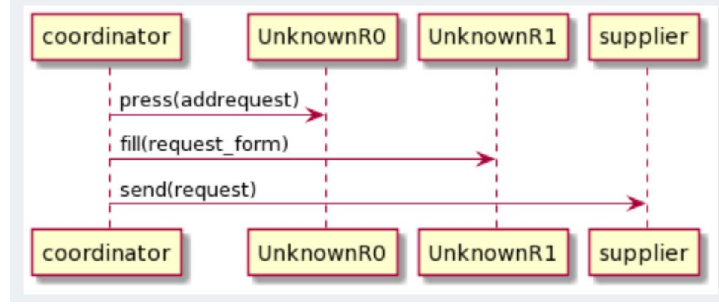 coordinator UnknownR0 UnknownR1 supplier
press(addrequest)
fill(request_form)
send(request)
coordinator UnknownR0 UnknownR1 supplier